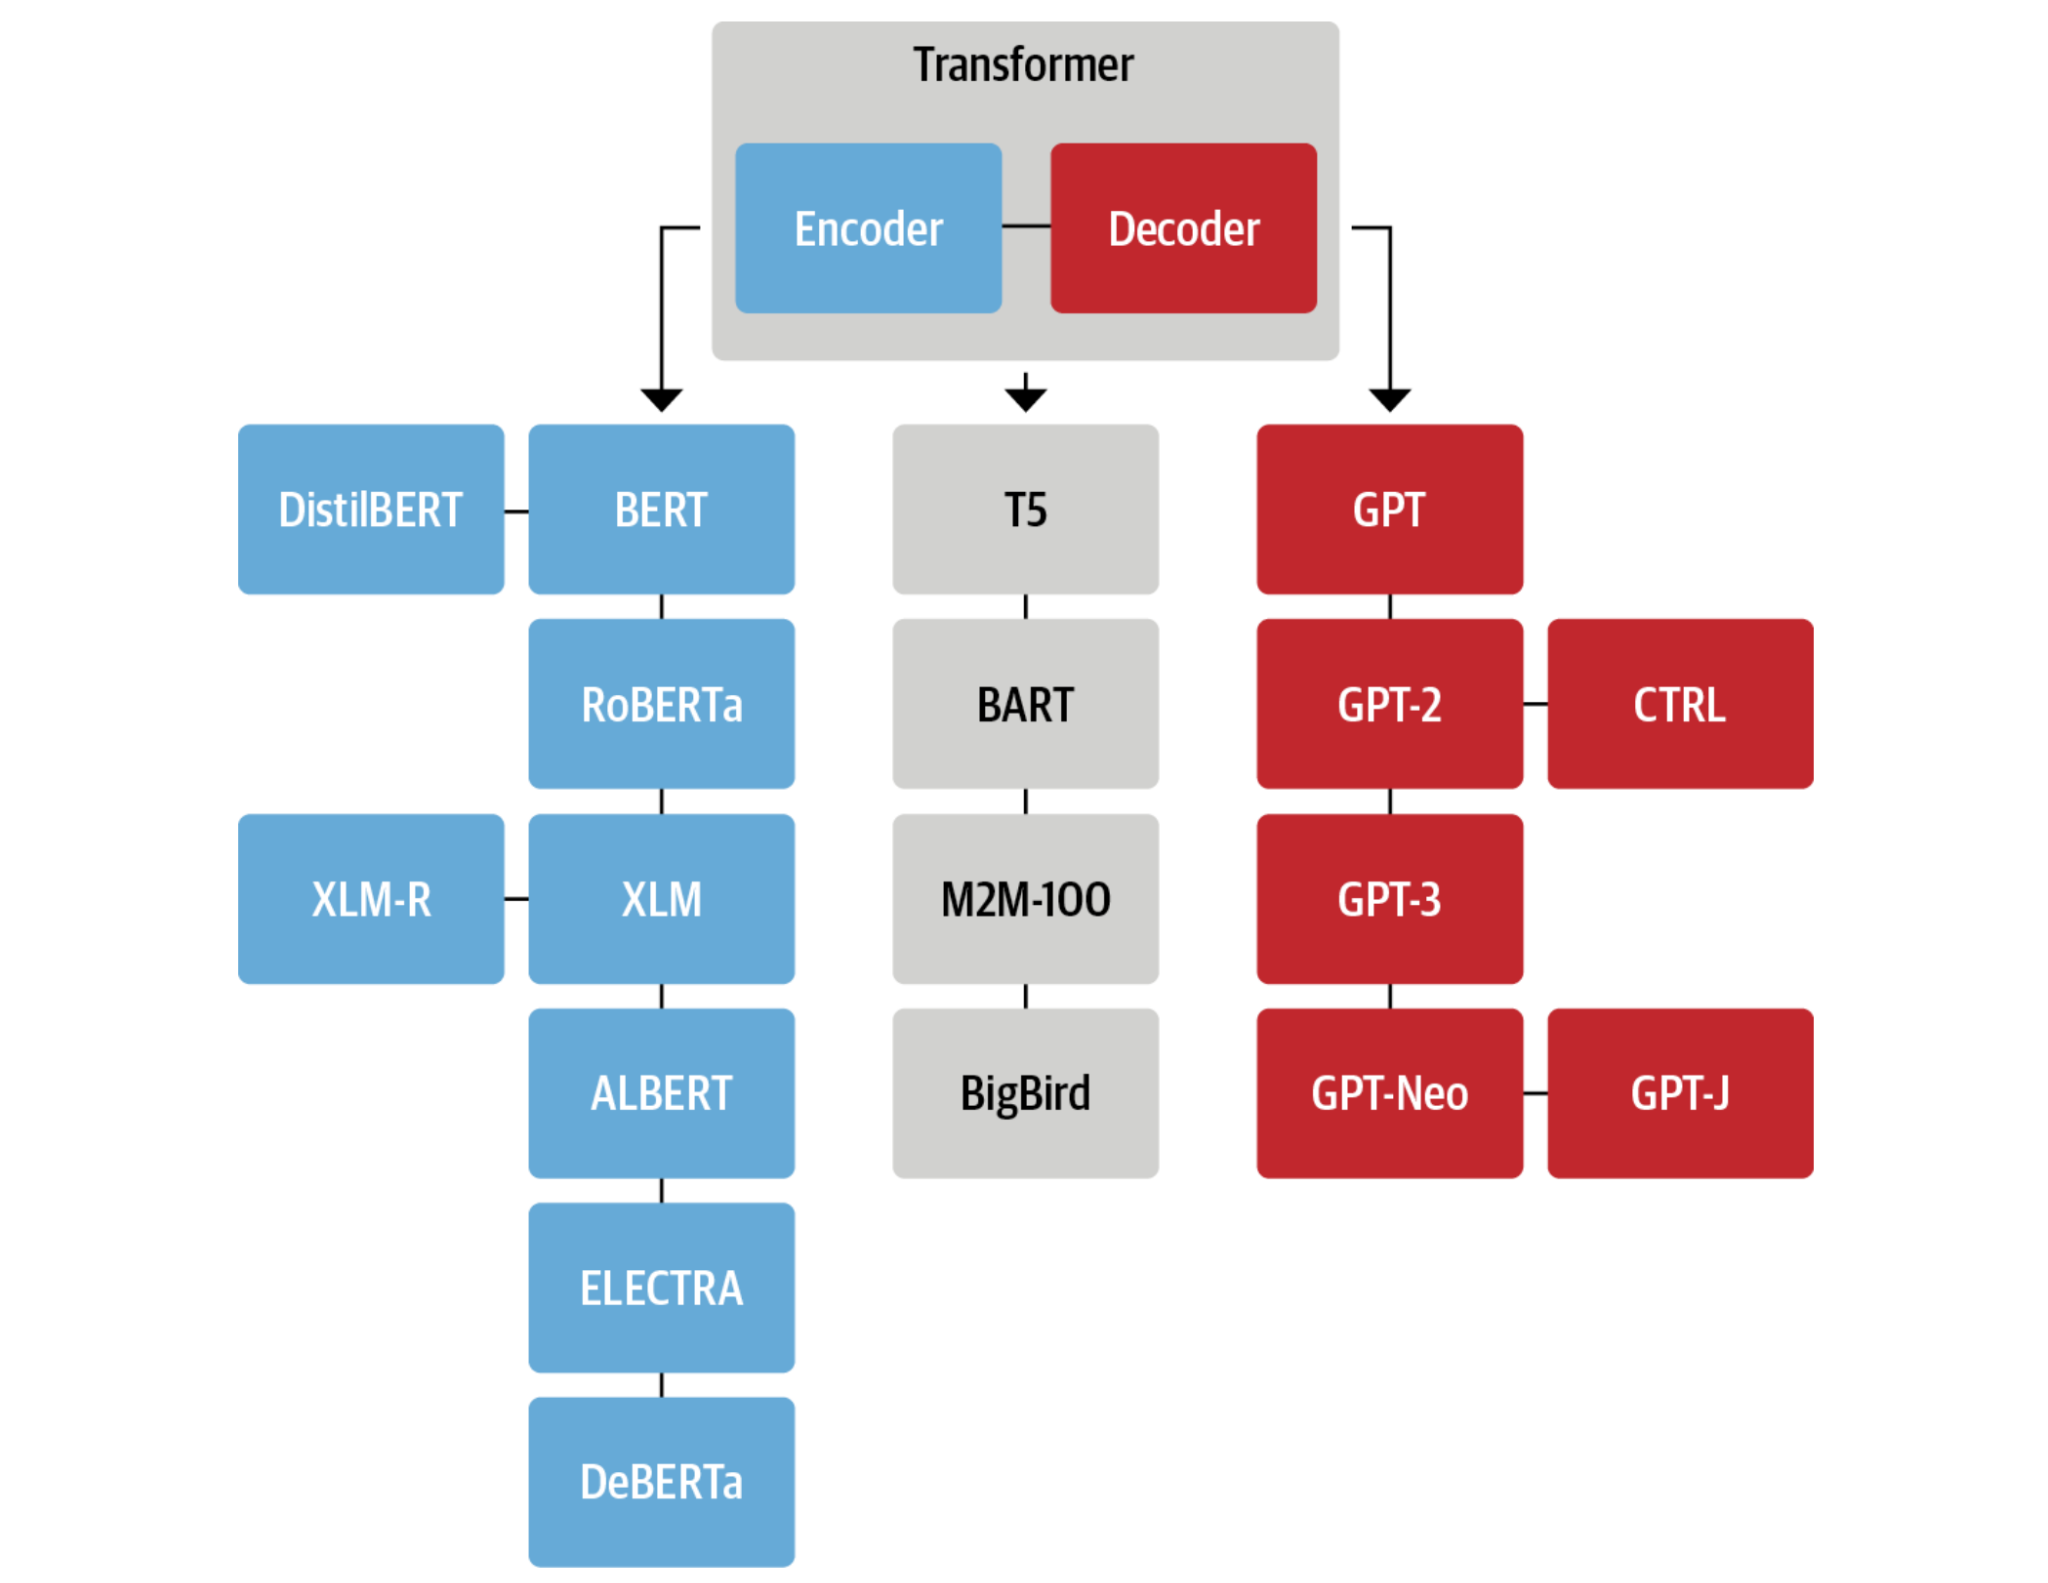 Transformer
Encoder
Decoder
DistilBERT
BERT
T5
GPT
RoBERTa
BART
GPT-2
CTRL
XLM-R
XLM
M2M-100
GPT-3
ALBERT
BigBird
GPT-Neo
GPT-J
ELECTRA
DeBERTa